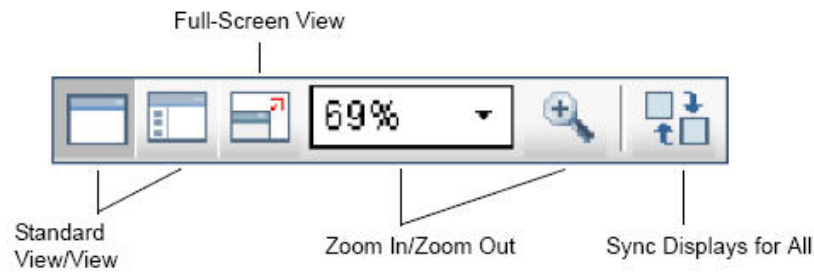 Full-Screen View
69%
Standard
View/View
Zoom In/Zoom Out
Sync Displays for All